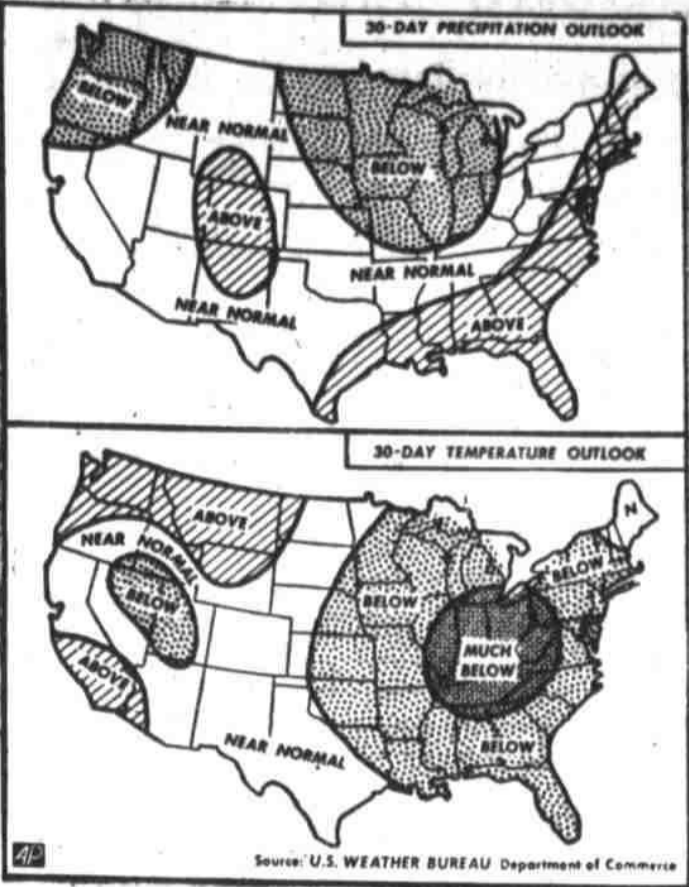 30-DAY PRECIPITATION OUTLOOK
BELOW
NEAR NORMAL
BELOW
ABOVE
NEAR NORMAL
NEAR NORMAL
ABOVE
30-DAY TEMPERATURE OUTLOOK
ABOVE
N
NEAR NORMAL
BELOW
BELOW
BELOW
MUCH
BELOW
ABOVE
NEAR NORMAL
BELOW
AP
Source: U.S. WEATHER BUREAU Department of Commerce